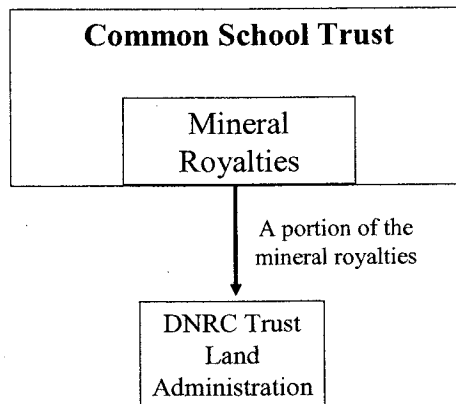 Common School Trust
Mineral
Royalties
A portion of the
mineral royalties
DNRC Trust
Land
Administration